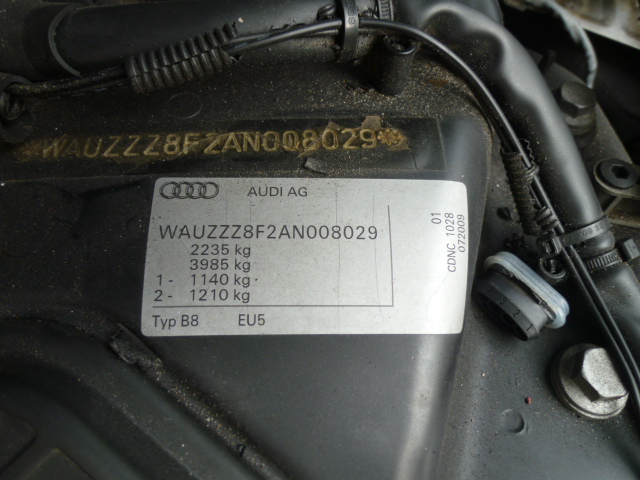 *WAUZZZ8F2AN008029*
AUDI AG
WAUZZZ8F2AN008029
2235 kg
3985 kg
1- 1140 kg
2- 1210 kg
Typ B8 EU5
01
CDNC 1028
072009